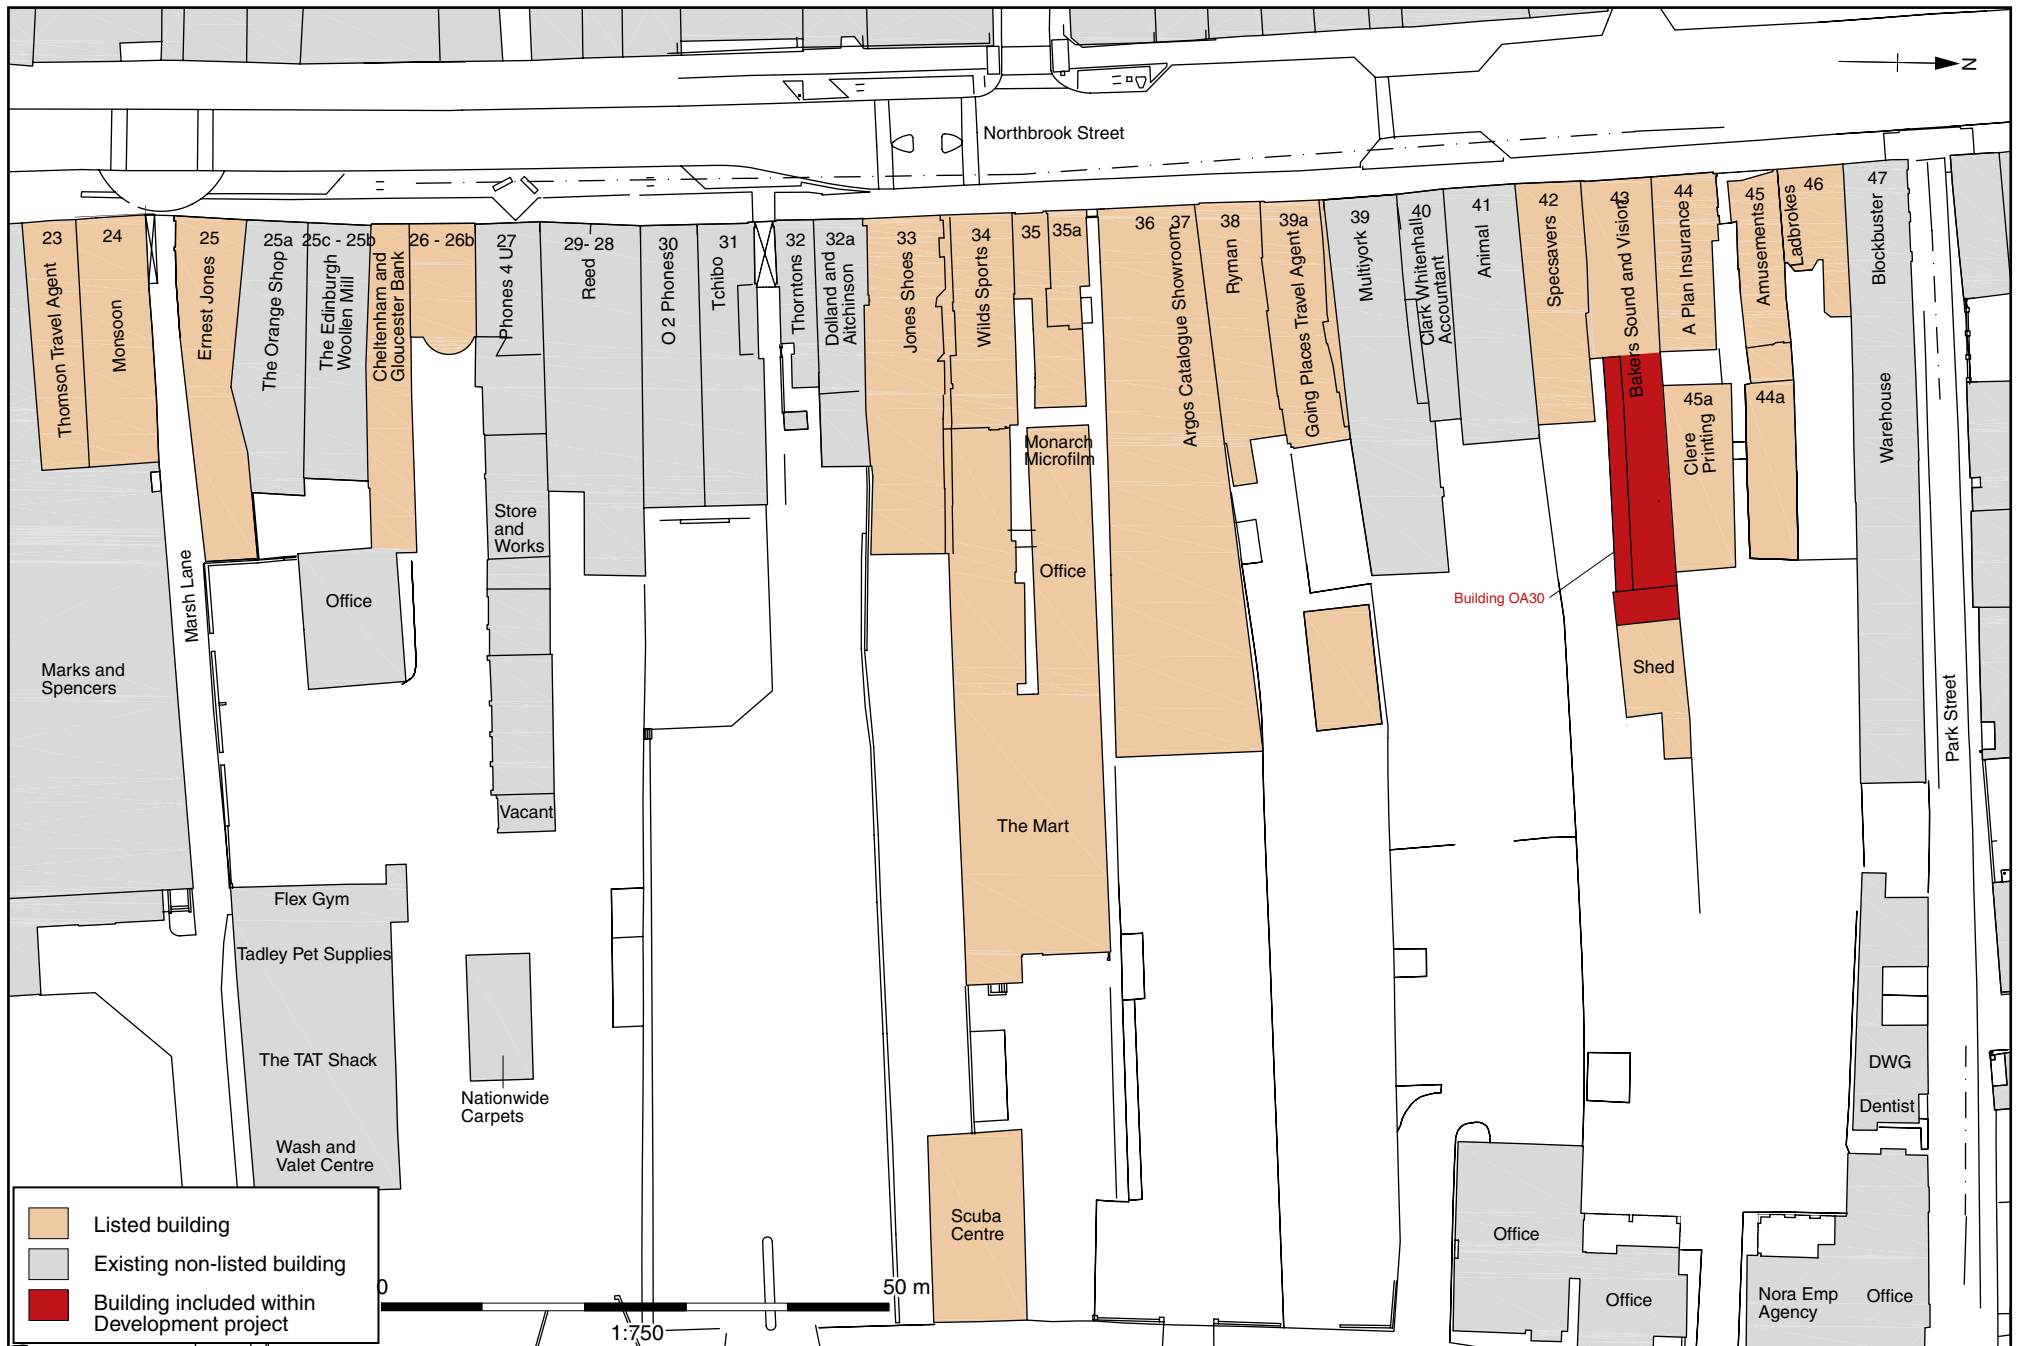 N
Northbrook Street
23
Thomson Travel Agent
24
Monsoon
25
Ernest Jones
25a
The Orange Shop
25c - 25b
The Edinburgh
Woollen Mill
Cheltenham and
Gloucester Bank
26 - 26b
27
Phones 4 U
29- 28
Reed
30
O 2 Phones
31
Tchibo
32
Thorntons
32a
Dolland and
Aitchinson
33
Jones Shoes
34
Wilds Sports
35
35a
36
37
Argos Catalogue Showroom
38
Ryman
39a
Going Places Travel Agent
39
Multiyork
40
Clark Whitenhall
Accountant
41
Animal
42
Specsavers
43
Bakers Sound and Vision
44
A Plan Insurance
45
Amusements
46
Ladbrokes
47
Blockbuster
Warehouse
45a
Clere
Printing
44a
Monarch
Microfilm
Office
Store
and
Works
Marsh Lane
Office
Building OA30
Shed
Marks and
Spencers
Park Street
Vacant
The Mart
Flex Gym
Tadley Pet Supplies
The TAT Shack
Nationwide
Carpets
Wash and
Valet Centre
DWG
Dentist
Scuba
Centre
Office
Office
Nora Emp
Agency
Office
Listed building
Existing non-listed building
Building included within
Development project
0
50 m
1:750